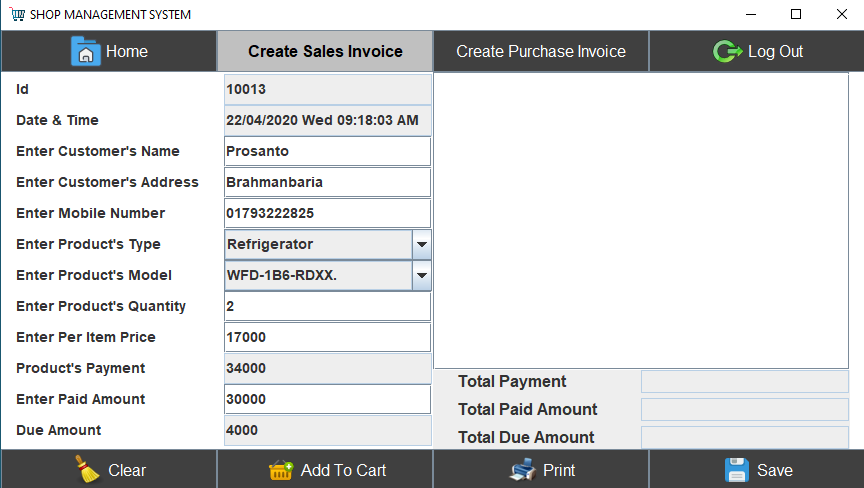 SHOP MANAGEMENT SYSTEM
Home Create Sales Invoice Create Purchase Invoice Log Out
Id 10013
Date & Time 22/04/2020 Wed 09:18:03 AM
Enter Customer's Name Prosanto
Enter Customer's Address Brahmanbaria
Enter Mobile Number 01793222825
Enter Product's Type Refrigerator
Enter Product's Model WFD-1B6-RDXX.
Enter Product's Quantity 2
Enter Per Item Price 17000
Product's Payment 34000
Enter Paid Amount 30000
Due Amount 4000
Total Payment
Total Paid Amount
Total Due Amount
Clear Add To Cart Print Save